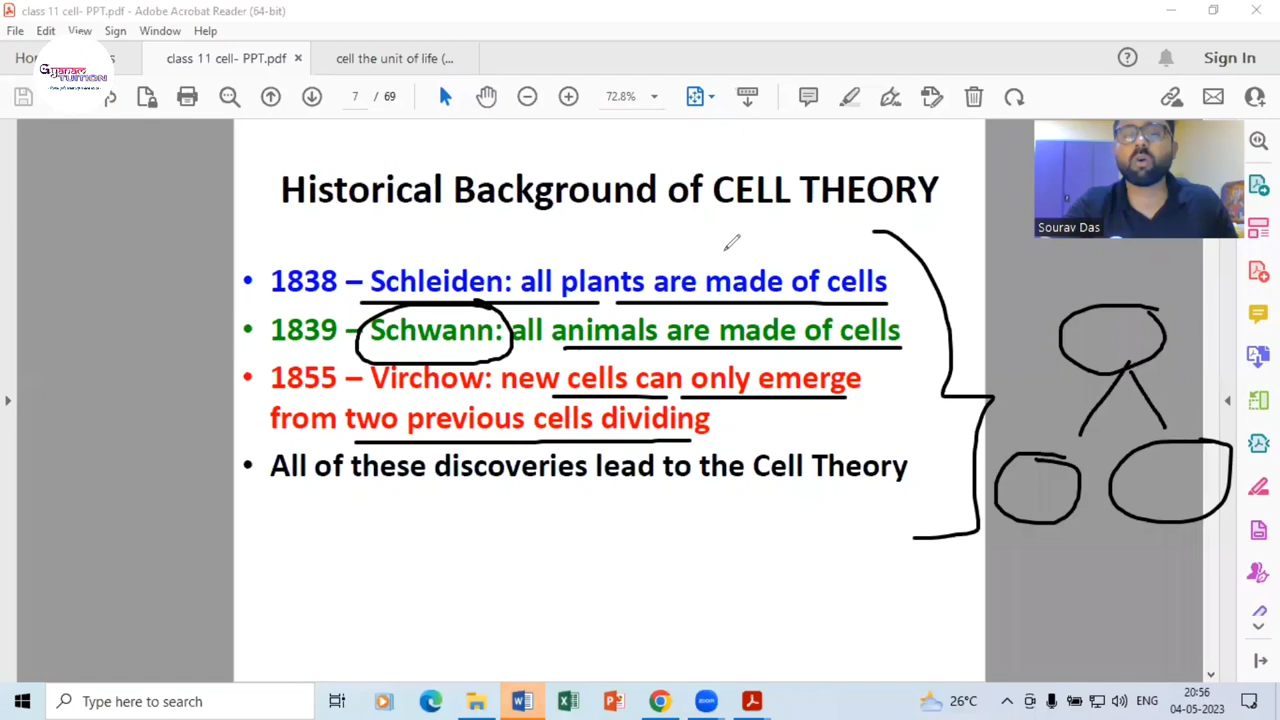 class 11 cell- PPT.pdf - Adobe Acrobat Reader (64-bit)
File Edit View Sign Window Help
class 11 cell- PPT.pdf × cell the unit of life (... Sign In
Gyanam
TUITION
7 / 69 72.8%
Historical Background of CELL THEORY
Sourav Das
• 1838 – Schleiden: all plants are made of cells
• 1839 – Schwann: all animals are made of cells
• 1855 – Virchow: new cells can only emerge
from two previous cells dividing
• All of these discoveries lead to the Cell Theory
Type here to search
zoom
26°C ENG 20:56
04-05-2023